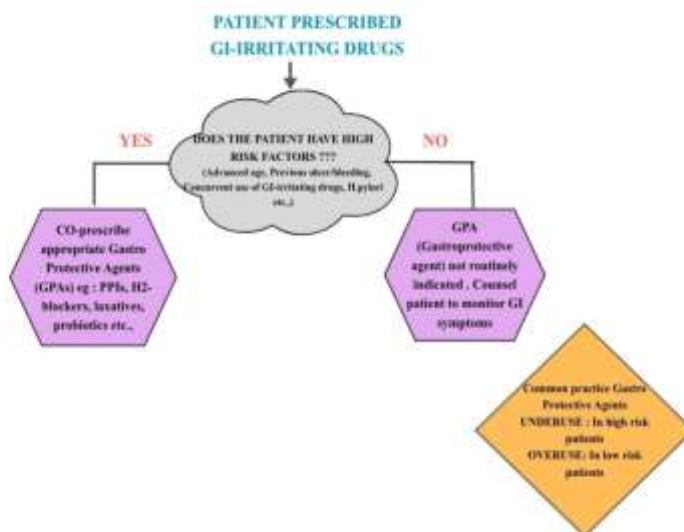 PATIENT PRESCRIBED
GI-IRRITATING DRUGS
YES
DOES THE PATIENT HAVE HIGH
RISK FACTORS ???
(Advanced age, Previous ulcer/bleeding,
Concurrent use of GI-irritating drugs, H.pylori
etc.,)
NO
CO-prescribe
appropriate Gastro
Protective Agents
(GPAs) eg : PPIs, H2-
blockers, laxatives,
probiotics etc.,
GPA
(Gastroprotective
agent) not routinely
indicated . Counsel
patient to monitor GI
symptoms
Common practice Gastro
Protective Agents
UNDERUSE : In high risk
patients
OVERUSE: In low risk
patients